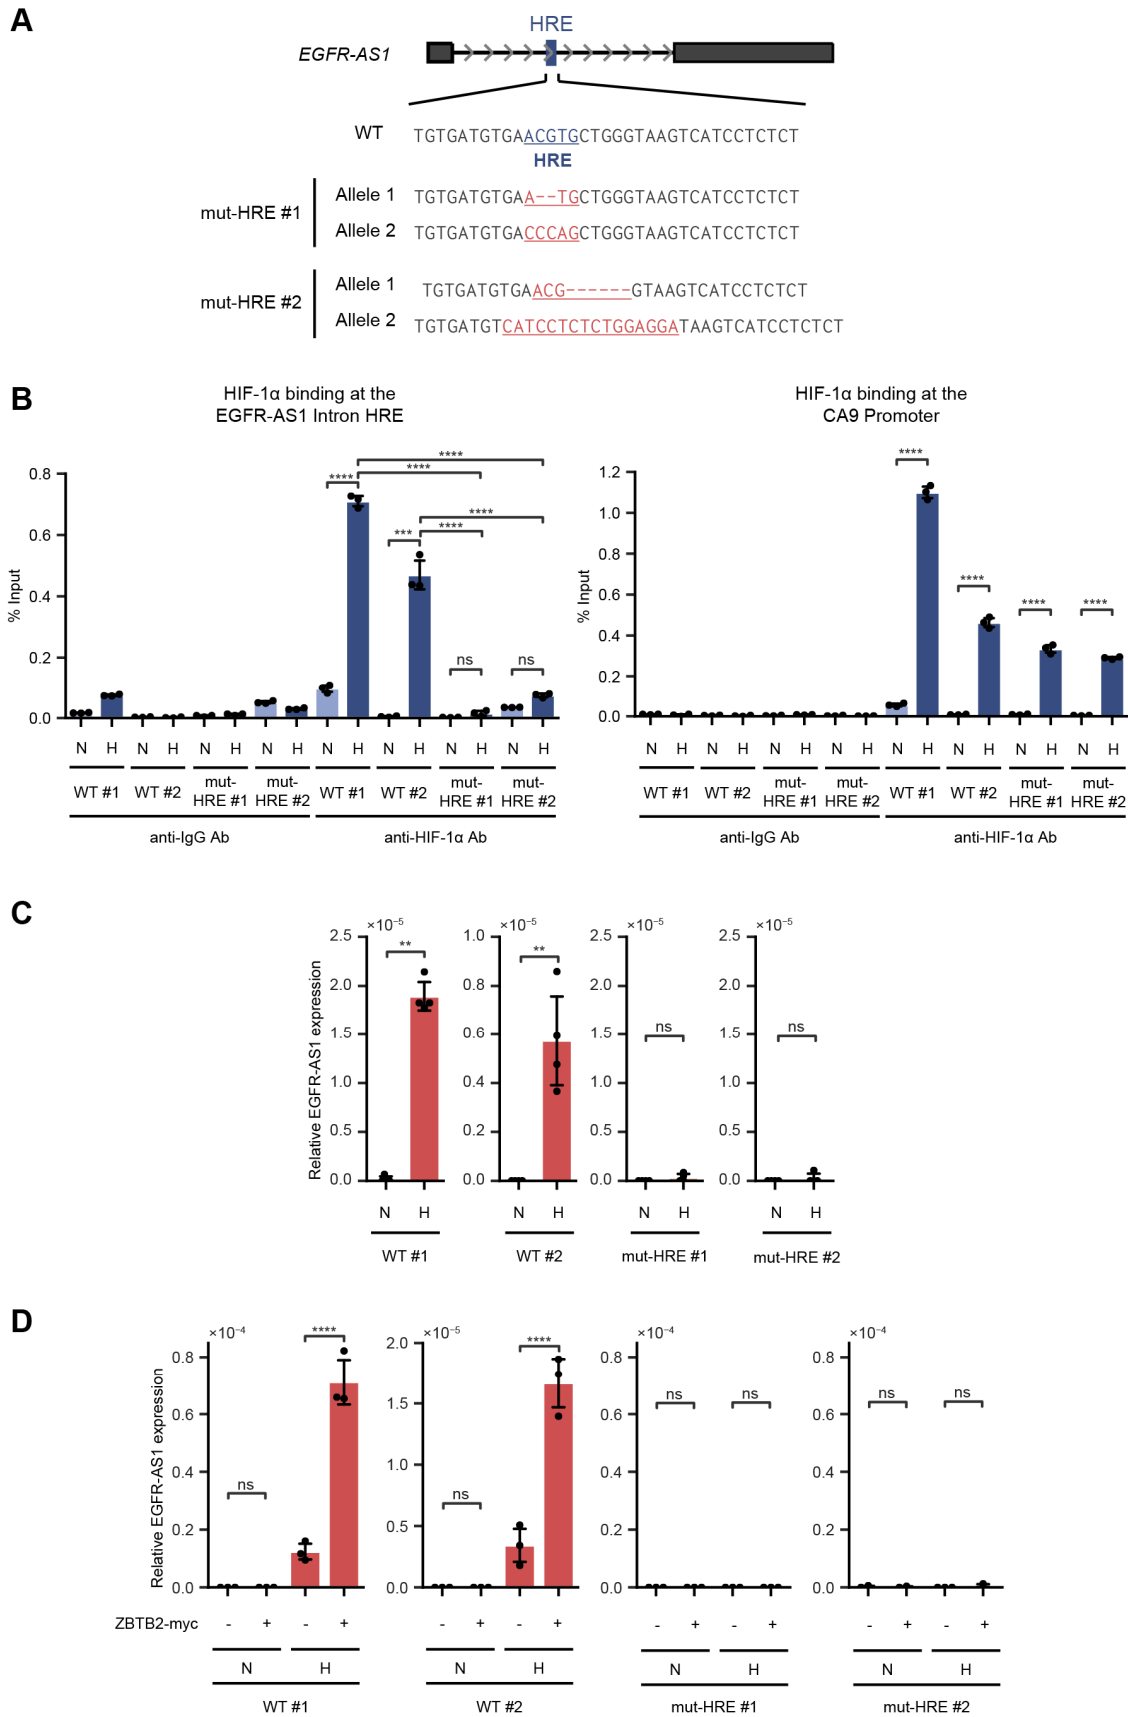 A
HRE
EGFR-AS1
WT TGTGATGTGAACGTGCTGGGTAAGTCATCCTCTCT
HRE
mut-HRE #1
Allele 1 TGTGATGTGAA--TGCTGGGTAAGTCATCCTCTCT
Allele 2 TGTGATGTGACCCAGCTGGGTAAGTCATCCTCTCT
mut-HRE #2
Allele 1 TGTGATGTGAACG------GTAAGTCATCCTCTCT
Allele 2 TGTGATGTCATCCTCTCTGGAGGATAAGTCATCCTCTCT
B
HIF-1α binding at the
EGFR-AS1 Intron HRE
% Input
0.8
0.6
0.4
0.2
0.0
**** **** **** *** **** **** ns ns
N H N H N H N H N H N H N H N H
WT #1 WT #2 mut-HRE #1 mut-HRE #2 WT #1 WT #2 mut-HRE #1 mut-HRE #2
anti-IgG Ab anti-HIF-1α Ab
HIF-1α binding at the
CA9 Promoter
% Input
1.2
1.0
0.8
0.6
0.4
0.2
0.0
**** **** **** ****
N H N H N H N H N H N H N H N H
WT #1 WT #2 mut-HRE #1 mut-HRE #2 WT #1 WT #2 mut-HRE #1 mut-HRE #2
anti-IgG Ab anti-HIF-1α Ab
C
Relative EGFR-AS1 expression
×10⁻⁵
2.5
2.0
1.5
1.0
0.5
0.0
**
N H
WT #1
×10⁻⁵
1.0
0.8
0.6
0.4
0.2
0.0
**
N H
WT #2
×10⁻⁵
2.5
2.0
1.5
1.0
0.5
0.0
ns
N H
mut-HRE #1
×10⁻⁵
2.5
2.0
1.5
1.0
0.5
0.0
ns
N H
mut-HRE #2
D
Relative EGFR-AS1 expression
×10⁻⁴
0.8
0.6
0.4
0.2
0.0
ns ****
ZBTB2-myc - + - +
N H
WT #1
×10⁻⁵
2.0
1.5
1.0
0.5
0.0
ns ****
- + - +
N H
WT #2
×10⁻⁴
0.8
0.6
0.4
0.2
0.0
ns ns
- + - +
N H
mut-HRE #1
×10⁻⁴
0.8
0.6
0.4
0.2
0.0
ns ns
- + - +
N H
mut-HRE #2